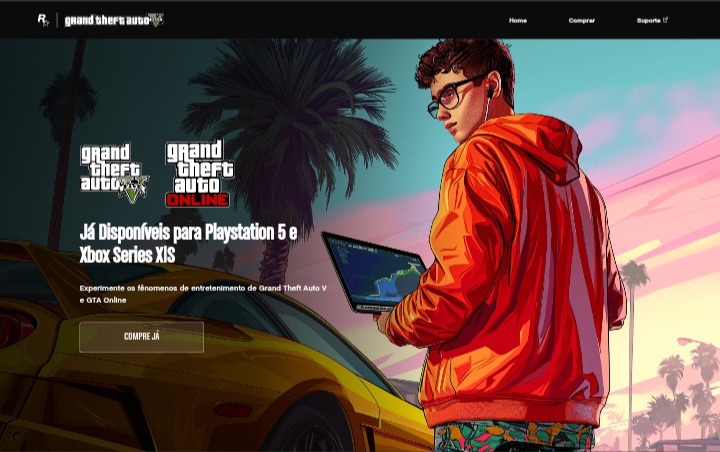 R
grand theft auto V
Home
Comprar
Suporte
grand
theft
auto V
grand
theft
auto
ONLINE
Já Disponíveis para Playstation 5 e
Xbox Series X|S
Experimente os fênomenos de entretenimento de Grand Theft Auto V
e GTA Online
COMPRE JÁ